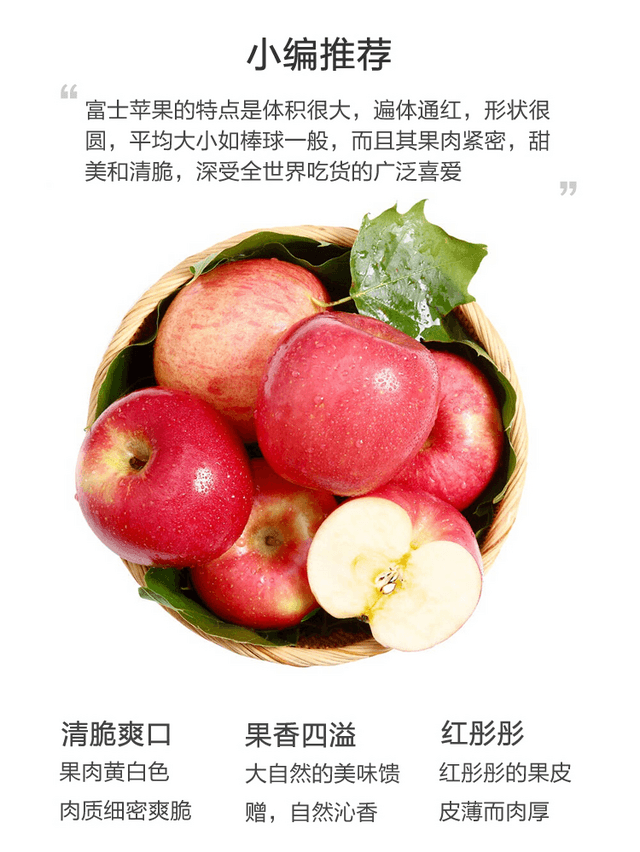 小编推荐
“
富士苹果的特点是体积很大，遍体通红，形状很
圆，平均大小如棒球一般，而且其果肉紧密，甜
美和清脆，深受全世界吃货的广泛喜爱
”
清脆爽口
果肉黄白色
肉质细密爽脆
果香四溢
大自然的美味馈
赠，自然沁香
红彤彤
红彤彤的果皮
皮薄而肉厚